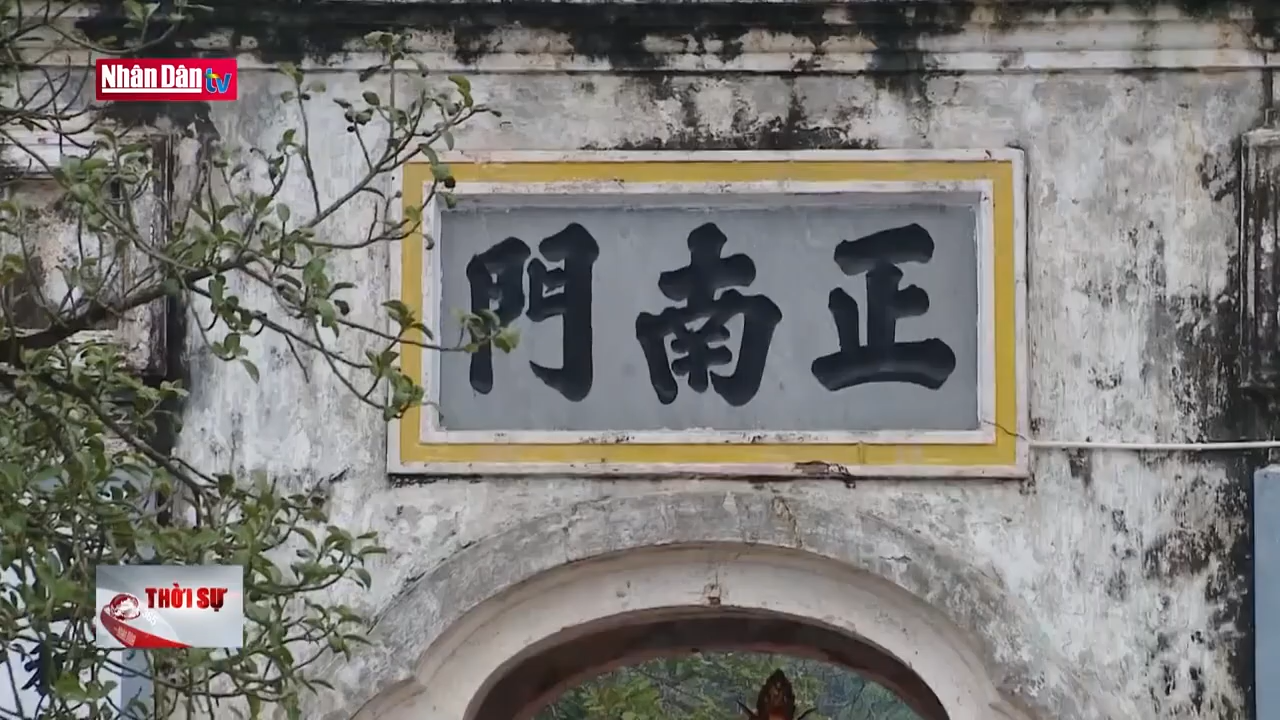 Nhân Dân tv
正南門
THỜI SỰ